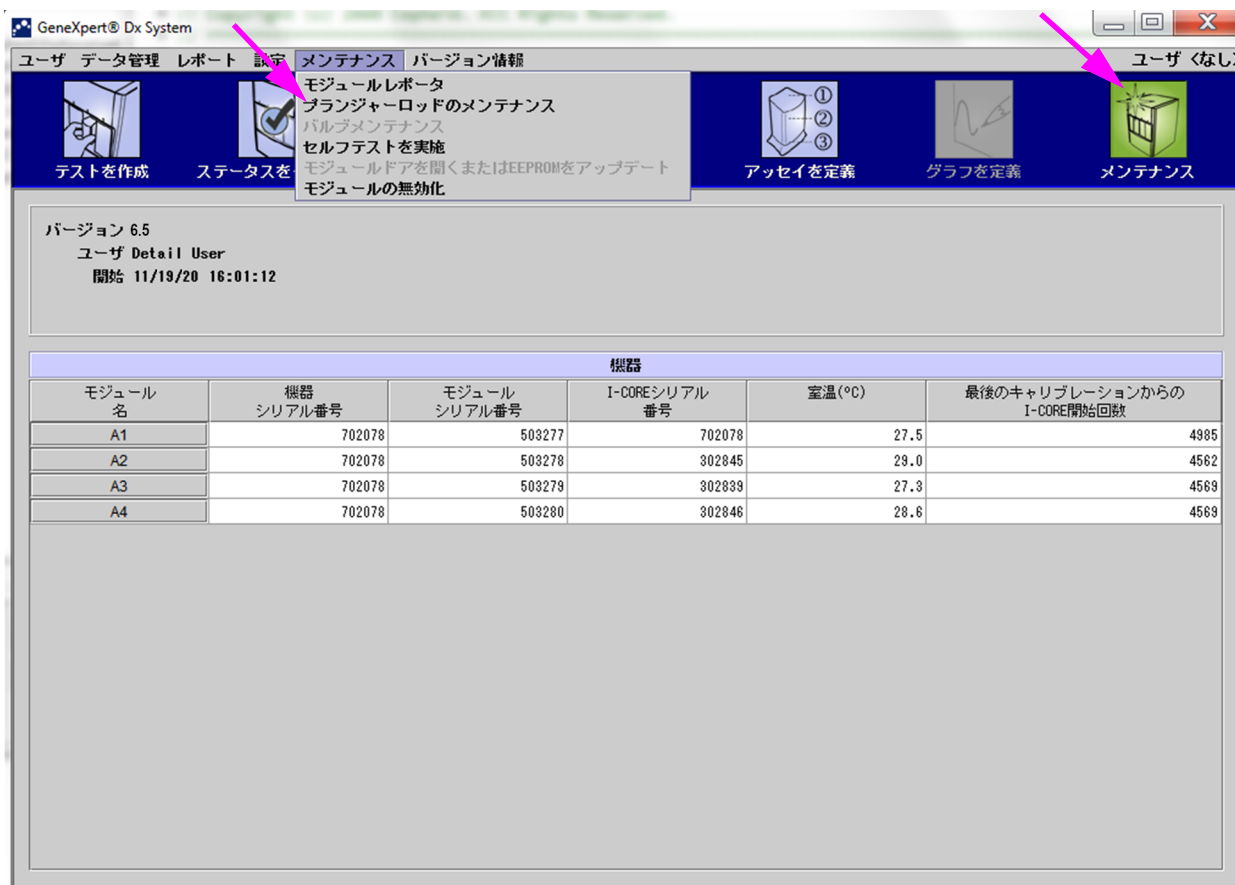 GeneXpert® Dx System
ユーザ データ管理 レポート 設定 メンテナンス バージョン情報 ユーザ <なし>
モジュールレポータ
プランジャーロッドのメンテナンス
バルブメンテナンス
セルフテストを実施
モジュールドアを開くまたはEEPROMをアップデート
モジュールの無効化
テストを作成 ステータスを アッセイを定義 グラフを定義 メンテナンス
① ② ③
バージョン 6.5
ユーザ Detail User
開始 11/19/20 16:01:12
機器
モジュール名 機器シリアル番号 モジュールシリアル番号 I-COREシリアル番号 室温(°C) 最後のキャリブレーションからのI-CORE開始回数
A1 702078 503277 702078 27.5 4985
A2 702078 503278 302845 29.0 4562
A3 702078 503279 302839 27.3 4569
A4 702078 503280 302846 28.6 4569